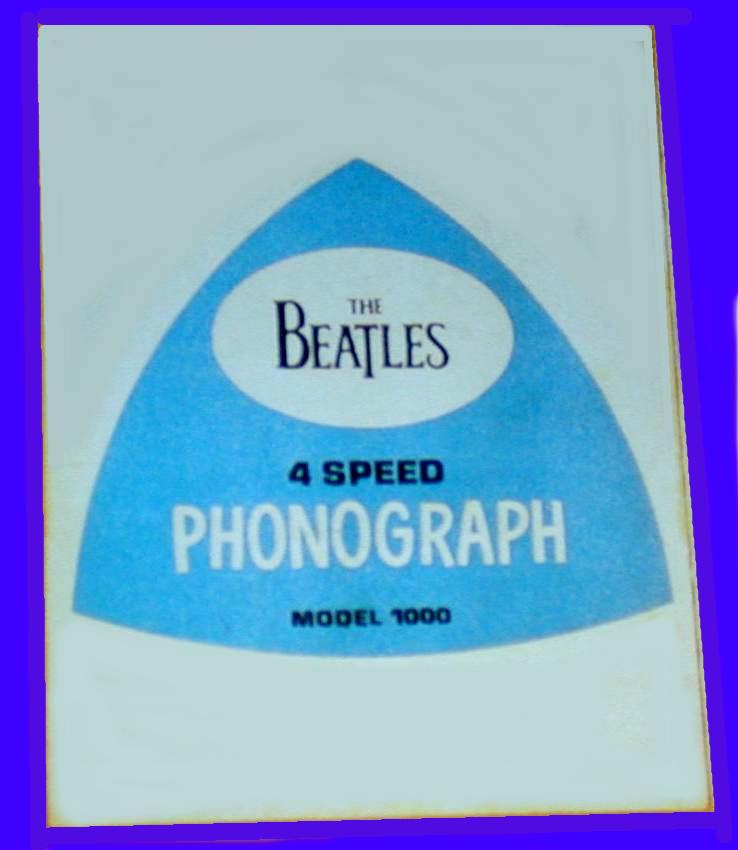 THE
BEATLES
4 SPEED
PHONOGRAPH
MODEL 1000